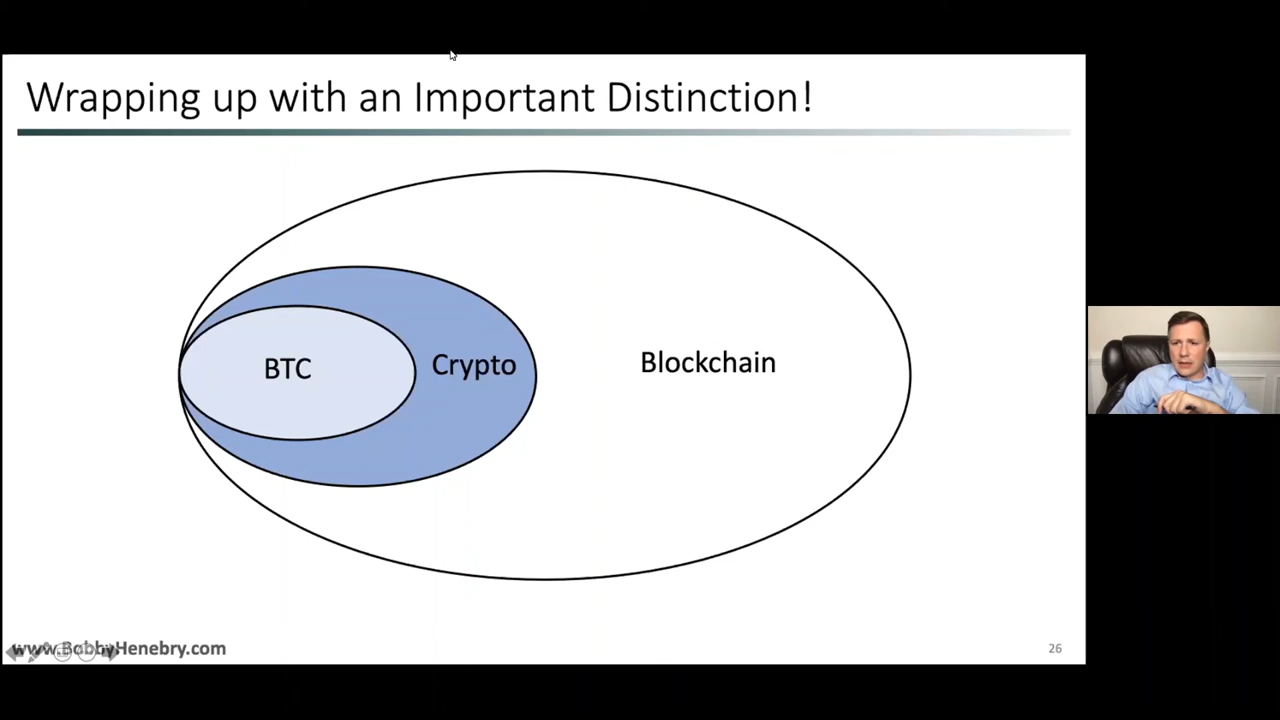 Wrapping up with an Important Distinction!
BTC
Crypto
Blockchain
www.BobbyHenebry.com
26